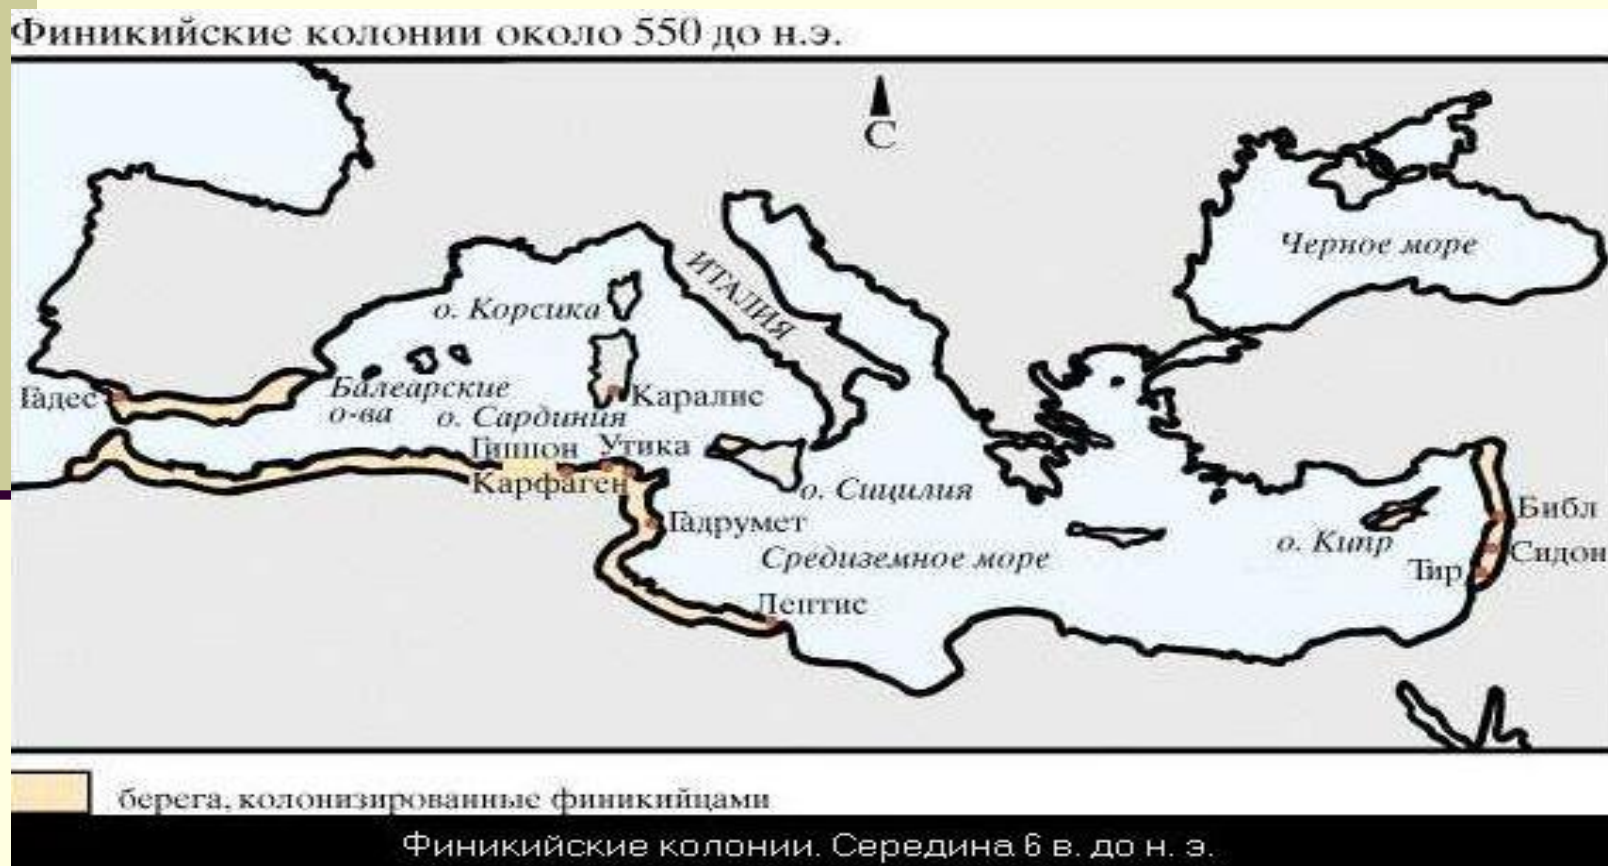 Финикийские колонии около 550 до н.э.
С
Черное море
ИТАЛИЯ
о. Корсика
Балеарские
о-ва
Гадес
Каралис
о. Сардиния
Гиппон
Утика
Карфаген
о. Сицилия
Гадрумет
Средиземное море
о. Кипр
Библ
Сидон
Тир
Лептис
берега, колонизированные финикийцами
Финикийские колонии. Середина 6 в. до н. э.